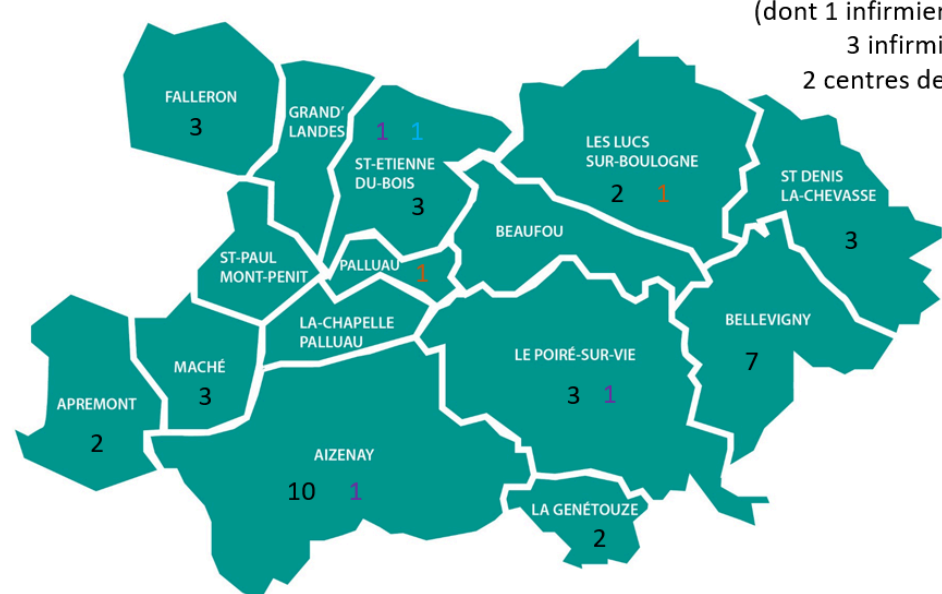 (dont 1 infirmier
3 infirmi
2 centres de
FALLERON
3
GRAND'
LANDES
1 1
ST-ETIENNE
DU-BOIS
3
LES LUCS
SUR-BOULOGNE
2 1
ST DENIS
LA-CHEVASSE
3
BEAUFOU
ST-PAUL
MONT-PENIT
PALLUAU
1
LA-CHAPELLE
PALLUAU
BELLEVIGNY
7
LE POIRÉ-SUR-VIE
3 1
MACHÉ
3
APREMONT
2
AIZENAY
10 1
LA GENÉTOUZE
2